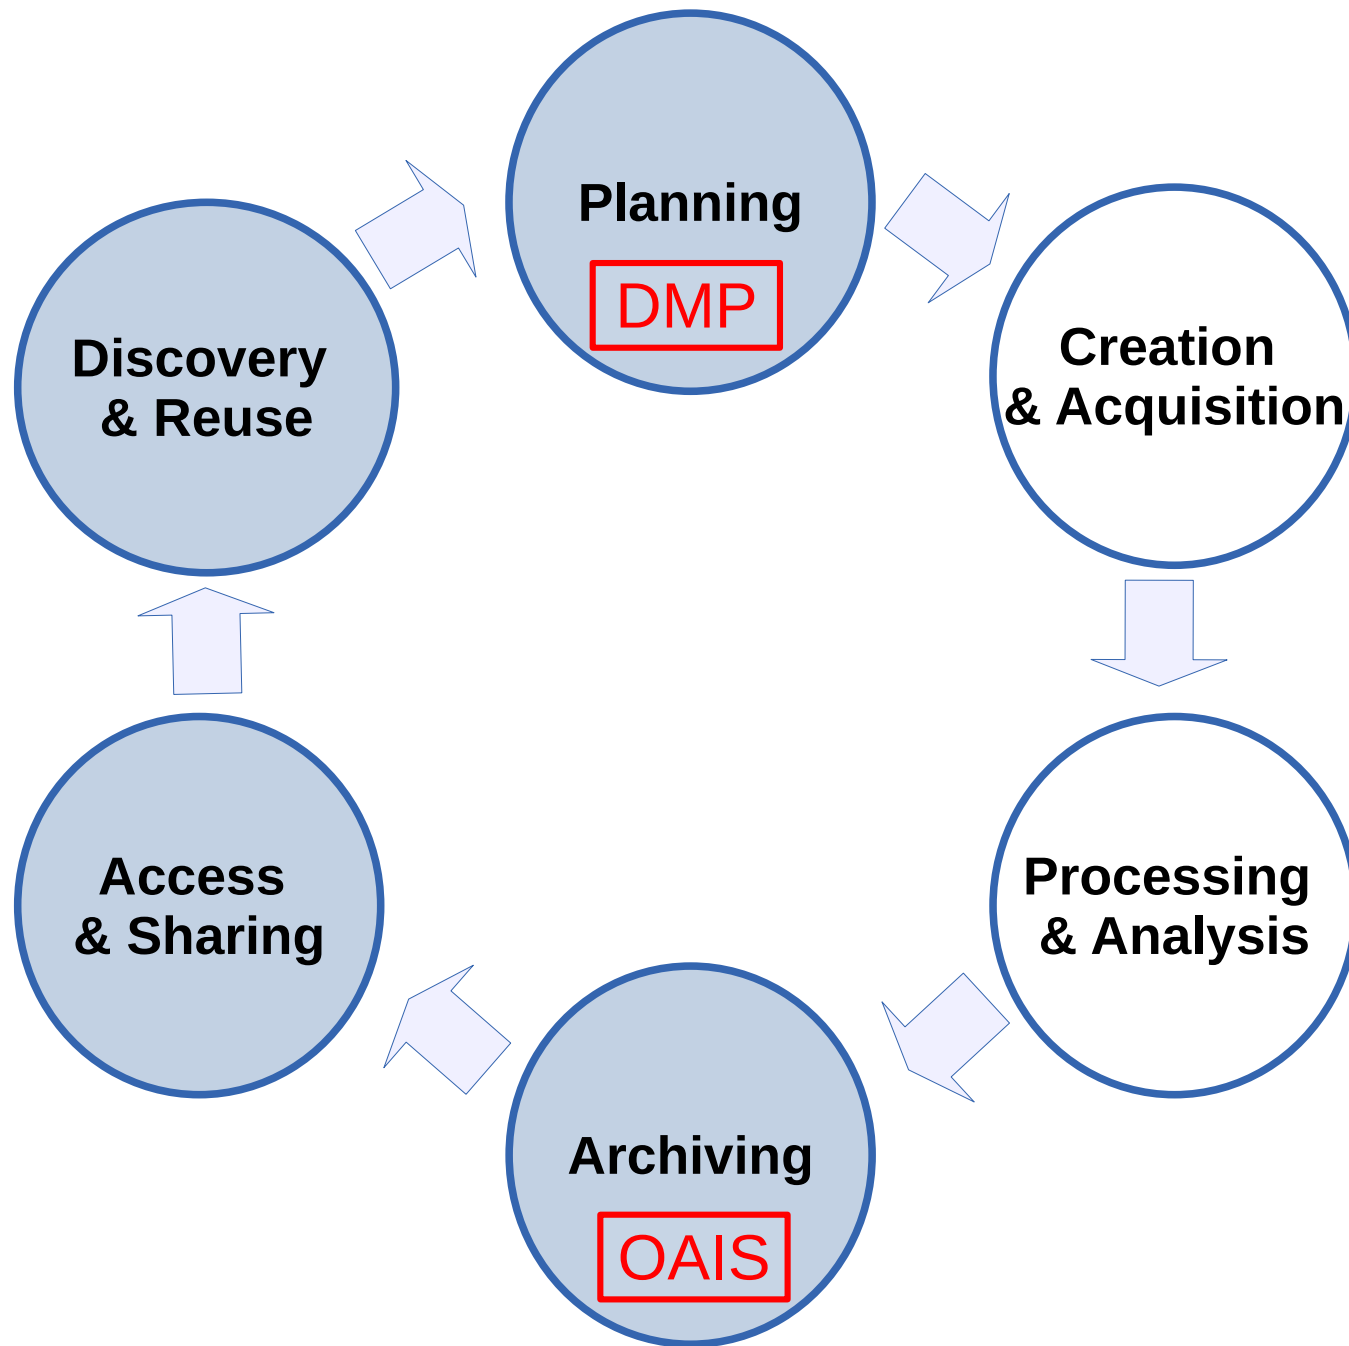 Planning
DMP
Creation
& Acquisition
Processing
& Analysis
Archiving
OAIS
Access
& Sharing
Discovery
& Reuse